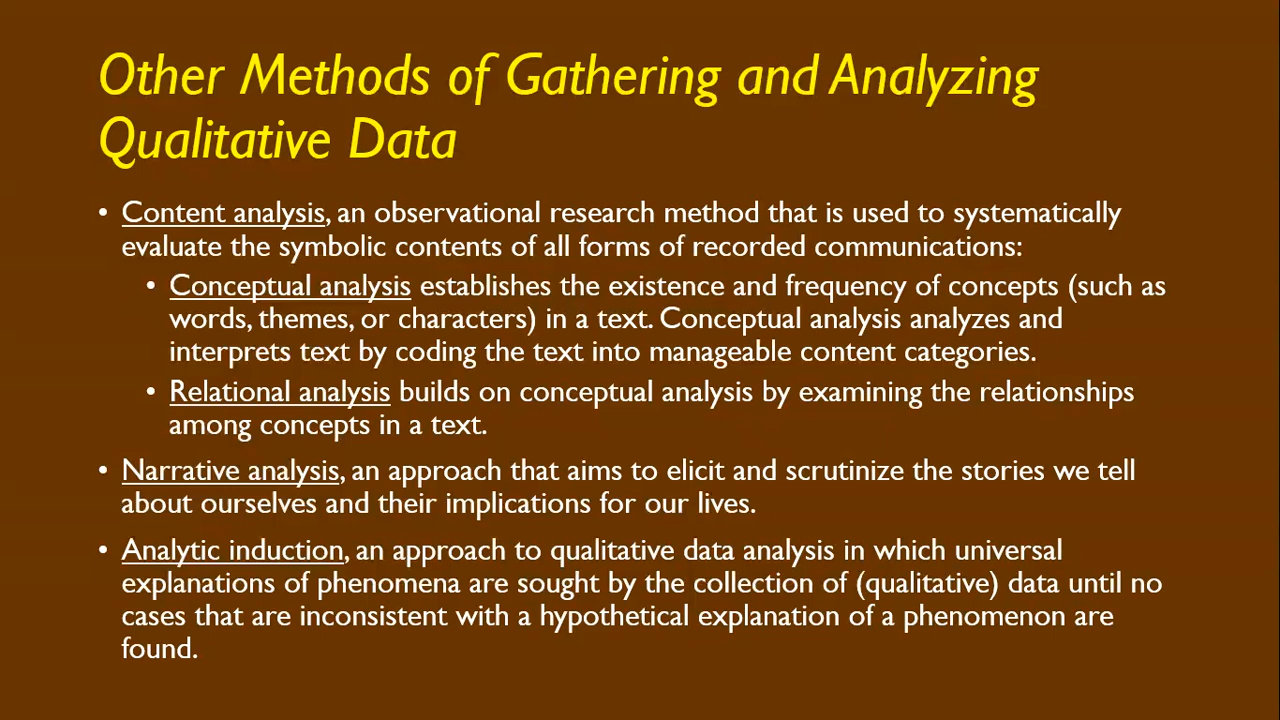 Other Methods of Gathering and Analyzing
Qualitative Data
• Content analysis, an observational research method that is used to systematically
evaluate the symbolic contents of all forms of recorded communications:
• Conceptual analysis establishes the existence and frequency of concepts (such as
words, themes, or characters) in a text. Conceptual analysis analyzes and
interprets text by coding the text into manageable content categories.
• Relational analysis builds on conceptual analysis by examining the relationships
among concepts in a text.
• Narrative analysis, an approach that aims to elicit and scrutinize the stories we tell
about ourselves and their implications for our lives.
• Analytic induction, an approach to qualitative data analysis in which universal
explanations of phenomena are sought by the collection of (qualitative) data until no
cases that are inconsistent with a hypothetical explanation of a phenomenon are
found.